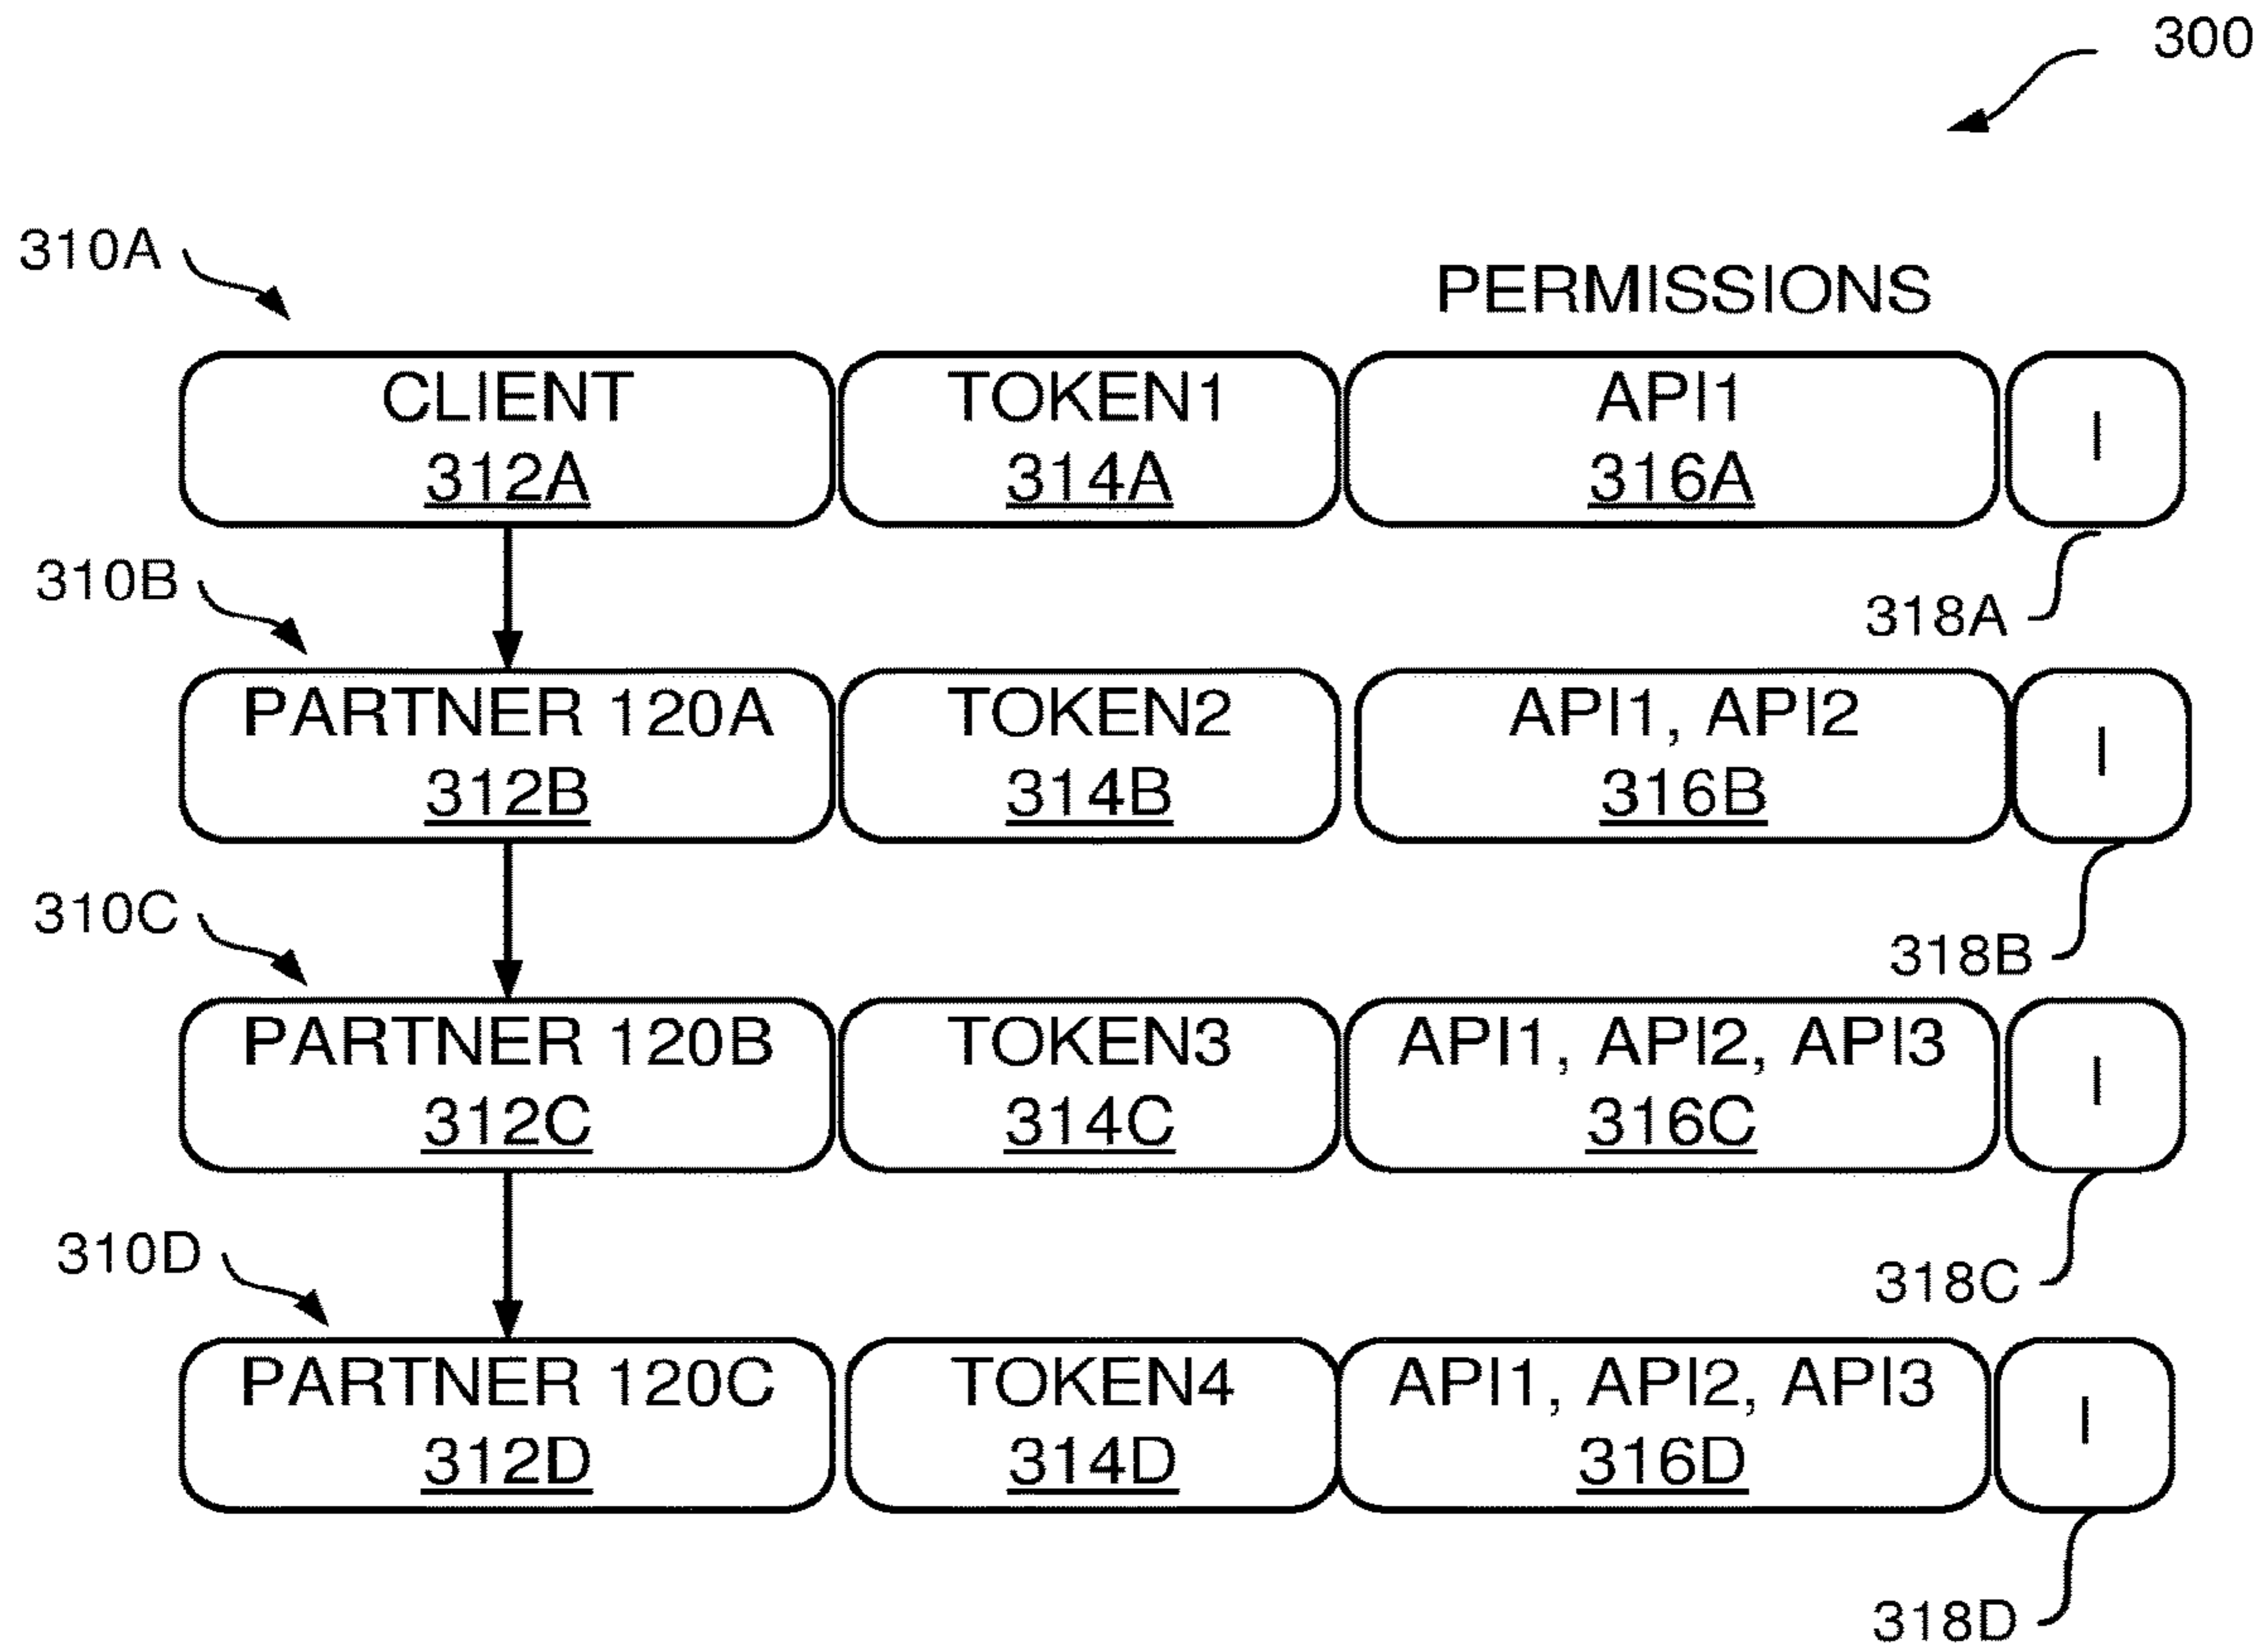 300
310A
PERMISSIONS
CLIENT
312A
TOKEN1
314A
API1
316A
I
318A
310B
PARTNER 120A
312B
TOKEN2
314B
API1, API2
316B
I
318B
310C
PARTNER 120B
312C
TOKEN3
314C
API1, API2, API3
316C
I
318C
310D
PARTNER 120C
312D
TOKEN4
314D
API1, API2, API3
316D
I
318D